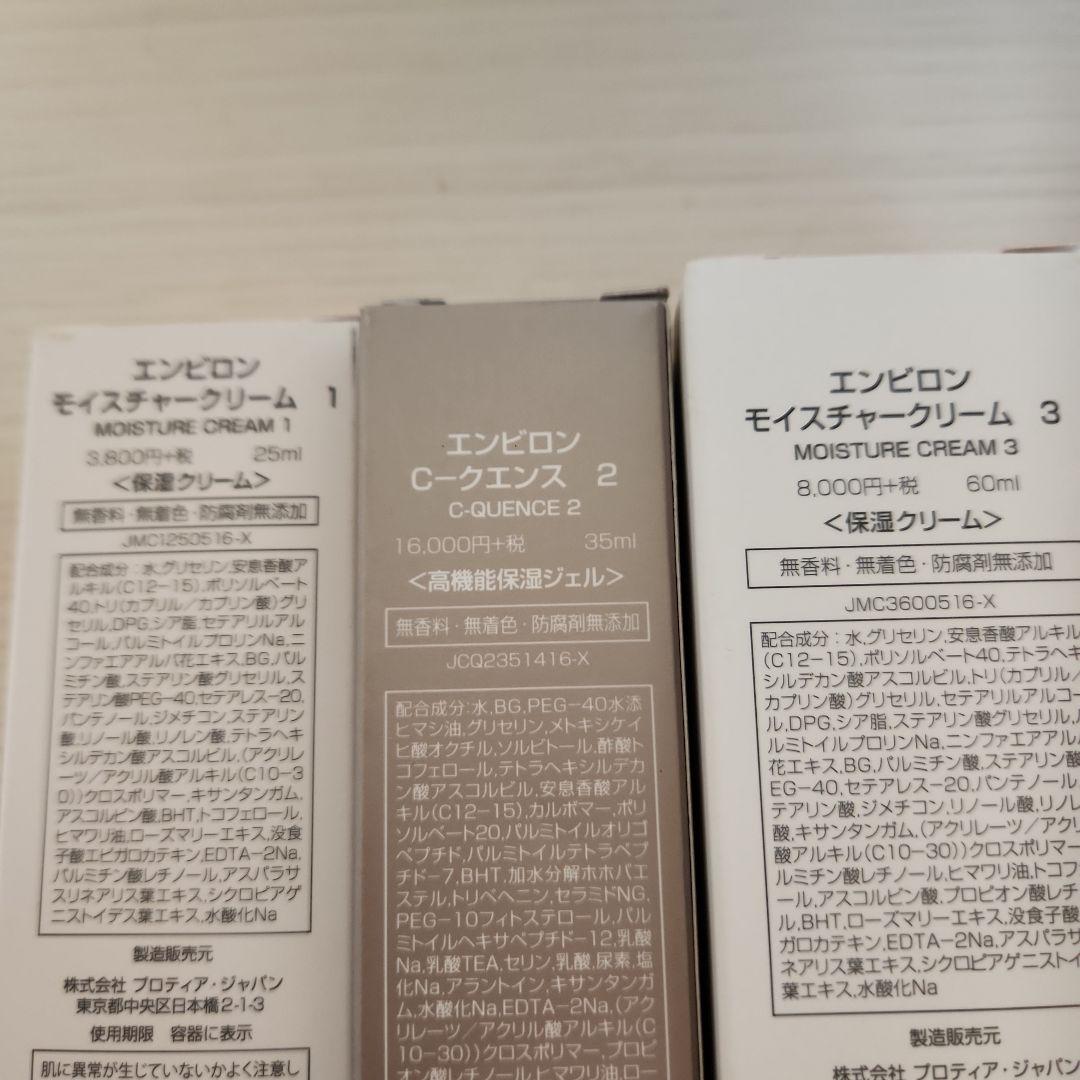 エンビロン
モイスチャークリーム 1
MOISTURE CREAM 1
3,800円+税 25ml
<保湿クリーム>
無香料・無着色・防腐剤無添加
JMC1250516-X
配合成分:水,グリセリン,安息香酸ア
ルキル(C12-15),ポリソルベート
40,トリ(カプリル/カプリン酸)グリ
セリル,DPG,シア脂,セテアリルアルコ
ール,パルミトイルプロリンNa,ニ
ンファエアアルバ花エキス,BG,パル
ミチン酸,ステアリン酸グリセリル,ス
テアリン酸PEG-40,セテアレス-20,
パンテノール,ジメチコン,ステアリン
酸,リノール酸,リノレン酸,テトラヘキ
シルデカン酸アスコルビル,(アクリレ
ーツ/アクリル酸アルキル(C10-3
0))クロスポリマー,キサンタンガム,
アスコルビン酸,BHT,トコフェロール,
ヒマワリ油,ローズマリーエキス,没食
子酸エピガロカテキン,EDTA-2Na,
パルミチン酸レチノール,アスパラサ
スリネアリス葉エキス,シクロピアゲ
ニストイデス葉エキス,水酸化Na
製造販売元
株式会社 プロティア・ジャパン
東京都中央区日本橋2-1-3
使用期限 容器に表示
肌に異常が生じていないかよく注意し
エンビロン
C-クエンス 2
C-QUENCE 2
16,000円+税 35ml
<高機能保湿ジェル>
無香料・無着色・防腐剤無添加
JCQ2351416-X
配合成分:水,BG,PEG-40水添
ヒマシ油,グリセリン,メトキシケイ
ヒ酸オクチル,ソルビトール,酢酸ト
コフェロール,テトラヘキシルデカ
ン酸アスコルビル,安息香酸アル
キル(C12-15),カルボマー,ポリ
ソルベート20,パルミトイルオリゴ
ペプチド,パルミトイルテトラペプ
チド-7,BHT,加水分解ホホバエ
ステル,トリベヘニン,セラミドNG,
PEG-10フィトステロール,パル
ミトイルヘキサペプチド-12,乳酸
Na,乳酸TEA,セリン,乳酸,尿素,塩
化Na,アラントイン,キサンタンガ
ム,水酸化Na,EDTA-2Na,(アク
リレーツ/アクリル酸アルキル(C
10-30))クロスポリマー,プロピ
オン酸レチノール,ヒマワリ油,ロー
エンビロン
モイスチャークリーム 3
MOISTURE CREAM 3
8,000円+税 60ml
<保湿クリーム>
無香料・無着色・防腐剤無添加
JMC3600516-X
配合成分:水,グリセリン,安息香酸アルキル
(C12-15),ポリソルベート40,テトラヘキ
シルデカン酸アスコルビル,トリ(カプリル/
カプリン酸)グリセリル,セテアリルアルコー
ル,DPG,シア脂,ステアリン酸グリセリル,
ルミトイルプロリンNa,ニンファエアアル
花エキス,BG,パルミチン酸,ステアリン酸
EG-40,セテアレス-20,パンテノール,
テアリン酸,ジメチコン,リノール酸,リノレ
酸,キサンタンガム,(アクリレーツ/アクリ
酸アルキル(C10-30))クロスポリマー
ルミチン酸レチノール,ヒマワリ油,トコフ
ール,アスコルビン酸,プロピオン酸レチ
ル,BHT,ローズマリーエキス,没食子酸
ガロカテキン,EDTA-2Na,アスパラサ
ネアリス葉エキス,シクロピアゲニストイ
葉エキス,水酸化Na
製造販売元
株式会社 プロティア・ジャパン